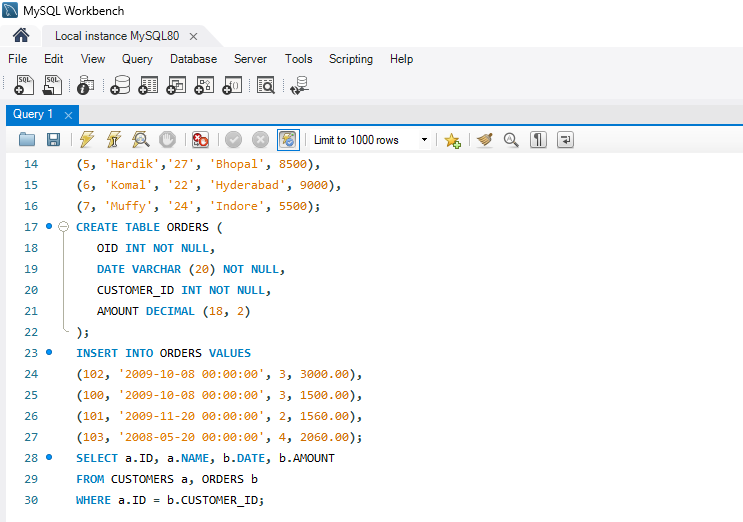 MySQL Workbench
Local instance MySQL80 ×
File Edit View Query Database Server Tools Scripting Help
SQL SQL
Query 1 ×
Limit to 1000 rows
14 (5, 'Hardik','27', 'Bhopal', 8500),
15 (6, 'Komal', '22', 'Hyderabad', 9000),
16 (7, 'Muffy', '24', 'Indore', 5500);
17 CREATE TABLE ORDERS (
18 OID INT NOT NULL,
19 DATE VARCHAR (20) NOT NULL,
20 CUSTOMER_ID INT NOT NULL,
21 AMOUNT DECIMAL (18, 2)
22 );
23 INSERT INTO ORDERS VALUES
24 (102, '2009-10-08 00:00:00', 3, 3000.00),
25 (100, '2009-10-08 00:00:00', 3, 1500.00),
26 (101, '2009-11-20 00:00:00', 2, 1560.00),
27 (103, '2008-05-20 00:00:00', 4, 2060.00);
28 SELECT a.ID, a.NAME, b.DATE, b.AMOUNT
29 FROM CUSTOMERS a, ORDERS b
30 WHERE a.ID = b.CUSTOMER_ID;